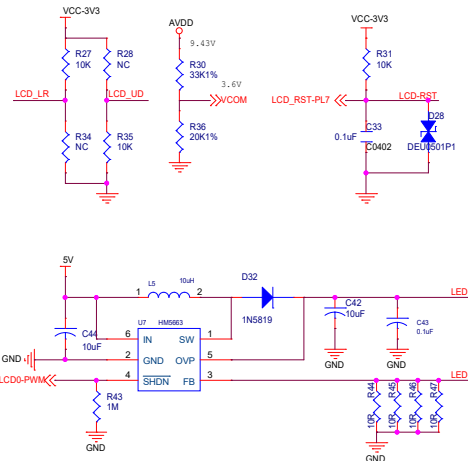 VCC-3V3
R27
10K
R28
NC
LCD_LR
LCD_UD
R34
NC
R35
10K
AVDD
9.43V
R30
33K1%
3.6V
VCOM
R36
20K1%
VCC-3V3
R31
10K
LCD_RST-PL7
LCD-RST
C33
0.1uF
C0402
D28
DEU0501P1
5V
L5
10uH
1
2
D32
1N5819
LED
C44
10uF
U7
HM5663
6
IN
SW
1
2
GND
OVP
5
4
SHDN
FB
3
GND
LCD0-PWM
R43
1M
GND
C42
10uF
GND
C43
0.1uF
GND
LED
R44
10R
R45
10R
R46
10R
R47
10R
GND